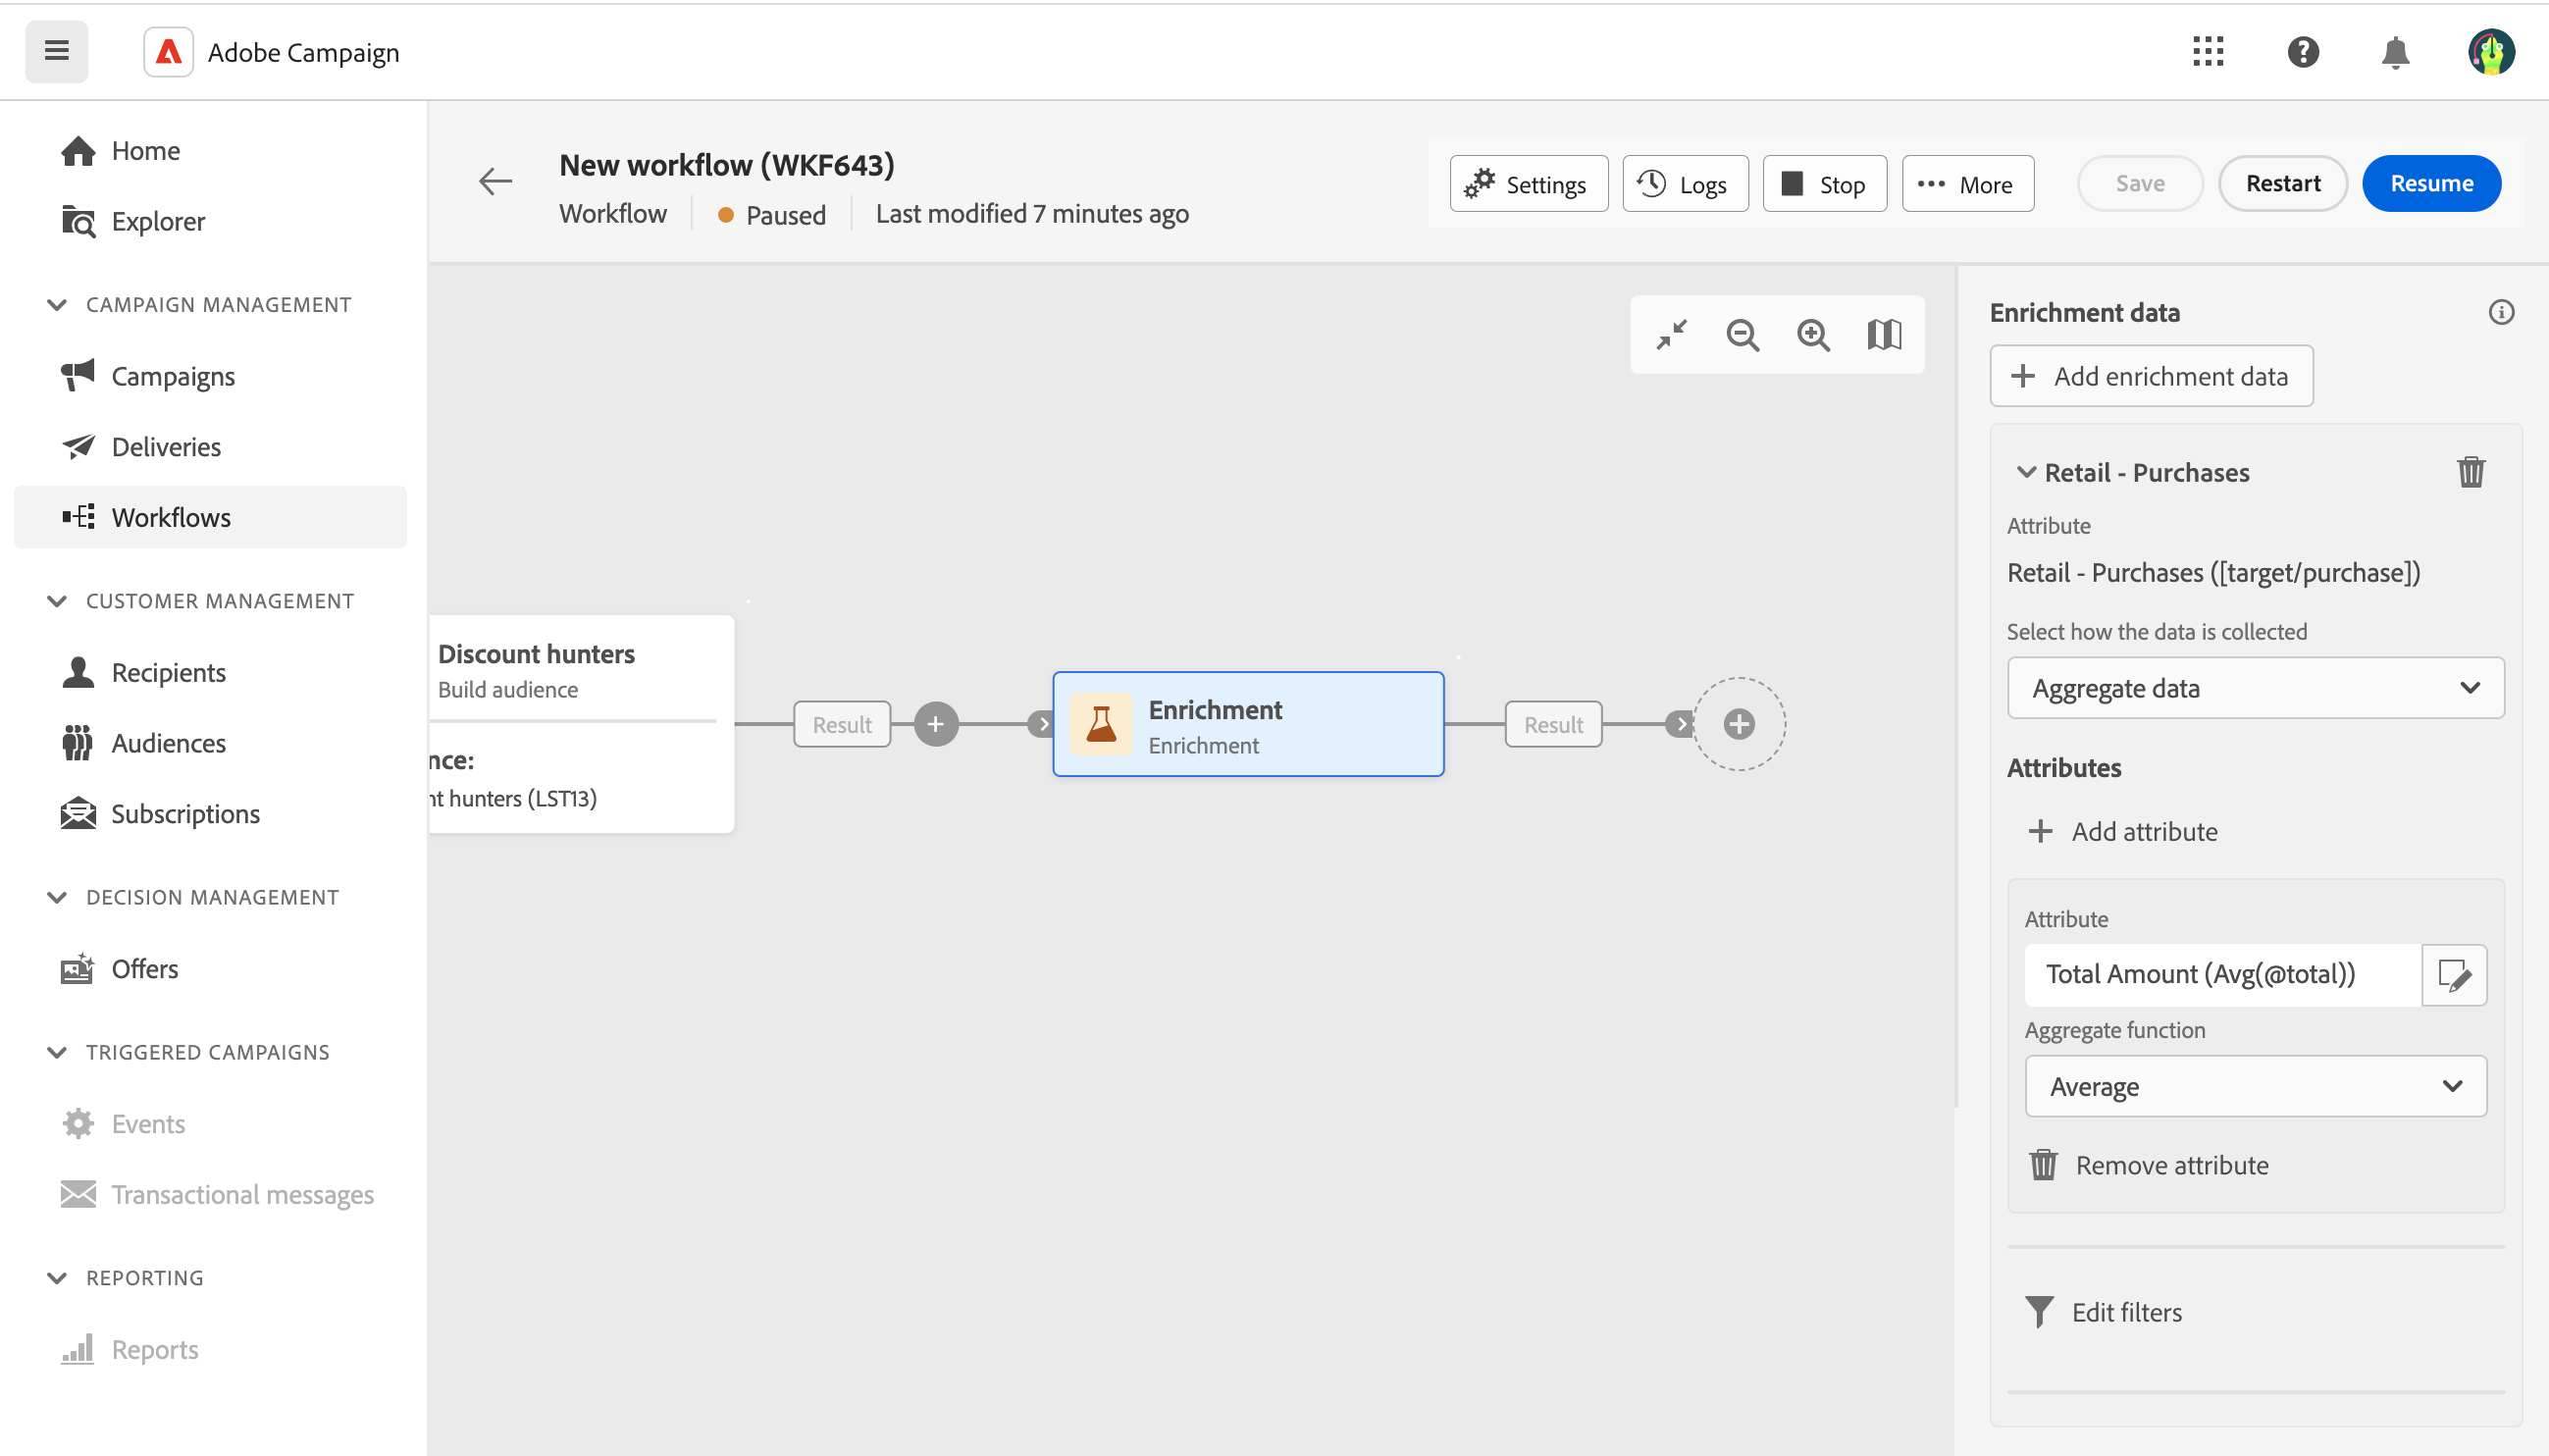 Adobe Campaign
Home
Explorer
CAMPAIGN MANAGEMENT
Campaigns
Deliveries
Workflows
CUSTOMER MANAGEMENT
Recipients
Audiences
Subscriptions
DECISION MANAGEMENT
Offers
TRIGGERED CAMPAIGNS
Events
Transactional messages
REPORTING
Reports
New workflow (WKF643)
Workflow
Paused
Last modified 7 minutes ago
Settings
Logs
Stop
More
Save
Restart
Resume
Discount hunters
Build audience
nce:
nt hunters (LST13)
Result
Enrichment
Enrichment
Result
Enrichment data
Add enrichment data
Retail - Purchases
Attribute
Retail - Purchases ([target/purchase])
Select how the data is collected
Aggregate data
Attributes
Add attribute
Attribute
Total Amount (Avg(@total))
Aggregate function
Average
Remove attribute
Edit filters